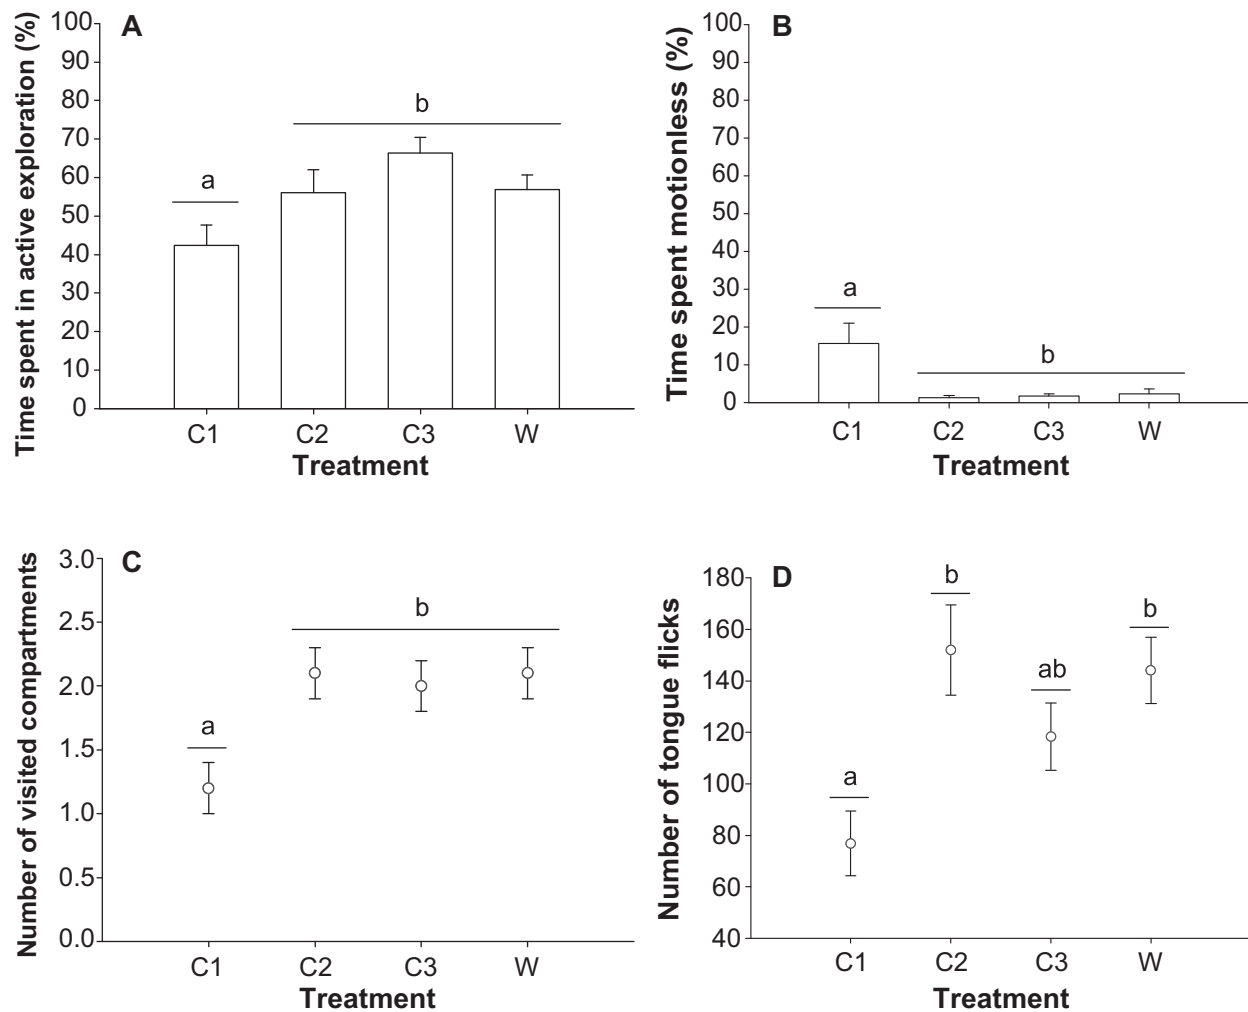 A
Time spent in active exploration (%)
100
90
80
70
60
50
40
30
20
10
0
a
b
C1 C2 C3 W
Treatment
B
Time spent motionless (%)
100
90
80
70
60
50
40
30
20
10
0
a
b
C1 C2 C3 W
Treatment
C
Number of visited compartments
3.0
2.5
2.0
1.5
1.0
0.5
0.0
a
b
C1 C2 C3 W
Treatment
D
Number of tongue flicks
180
160
140
120
100
80
60
40
a
b
ab
b
C1 C2 C3 W
Treatment